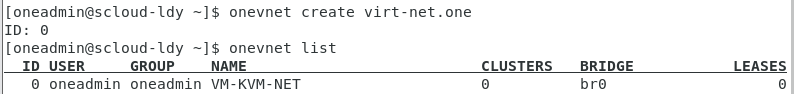 [oneadmin@scloud-ldy ~]$ onevnet create virt-net.one
ID: 0
[oneadmin@scloud-ldy ~]$ onevnet list
ID USER GROUP NAME CLUSTERS BRIDGE LEASES
0 oneadmin oneadmin VM-KVM-NET 0 br0 0